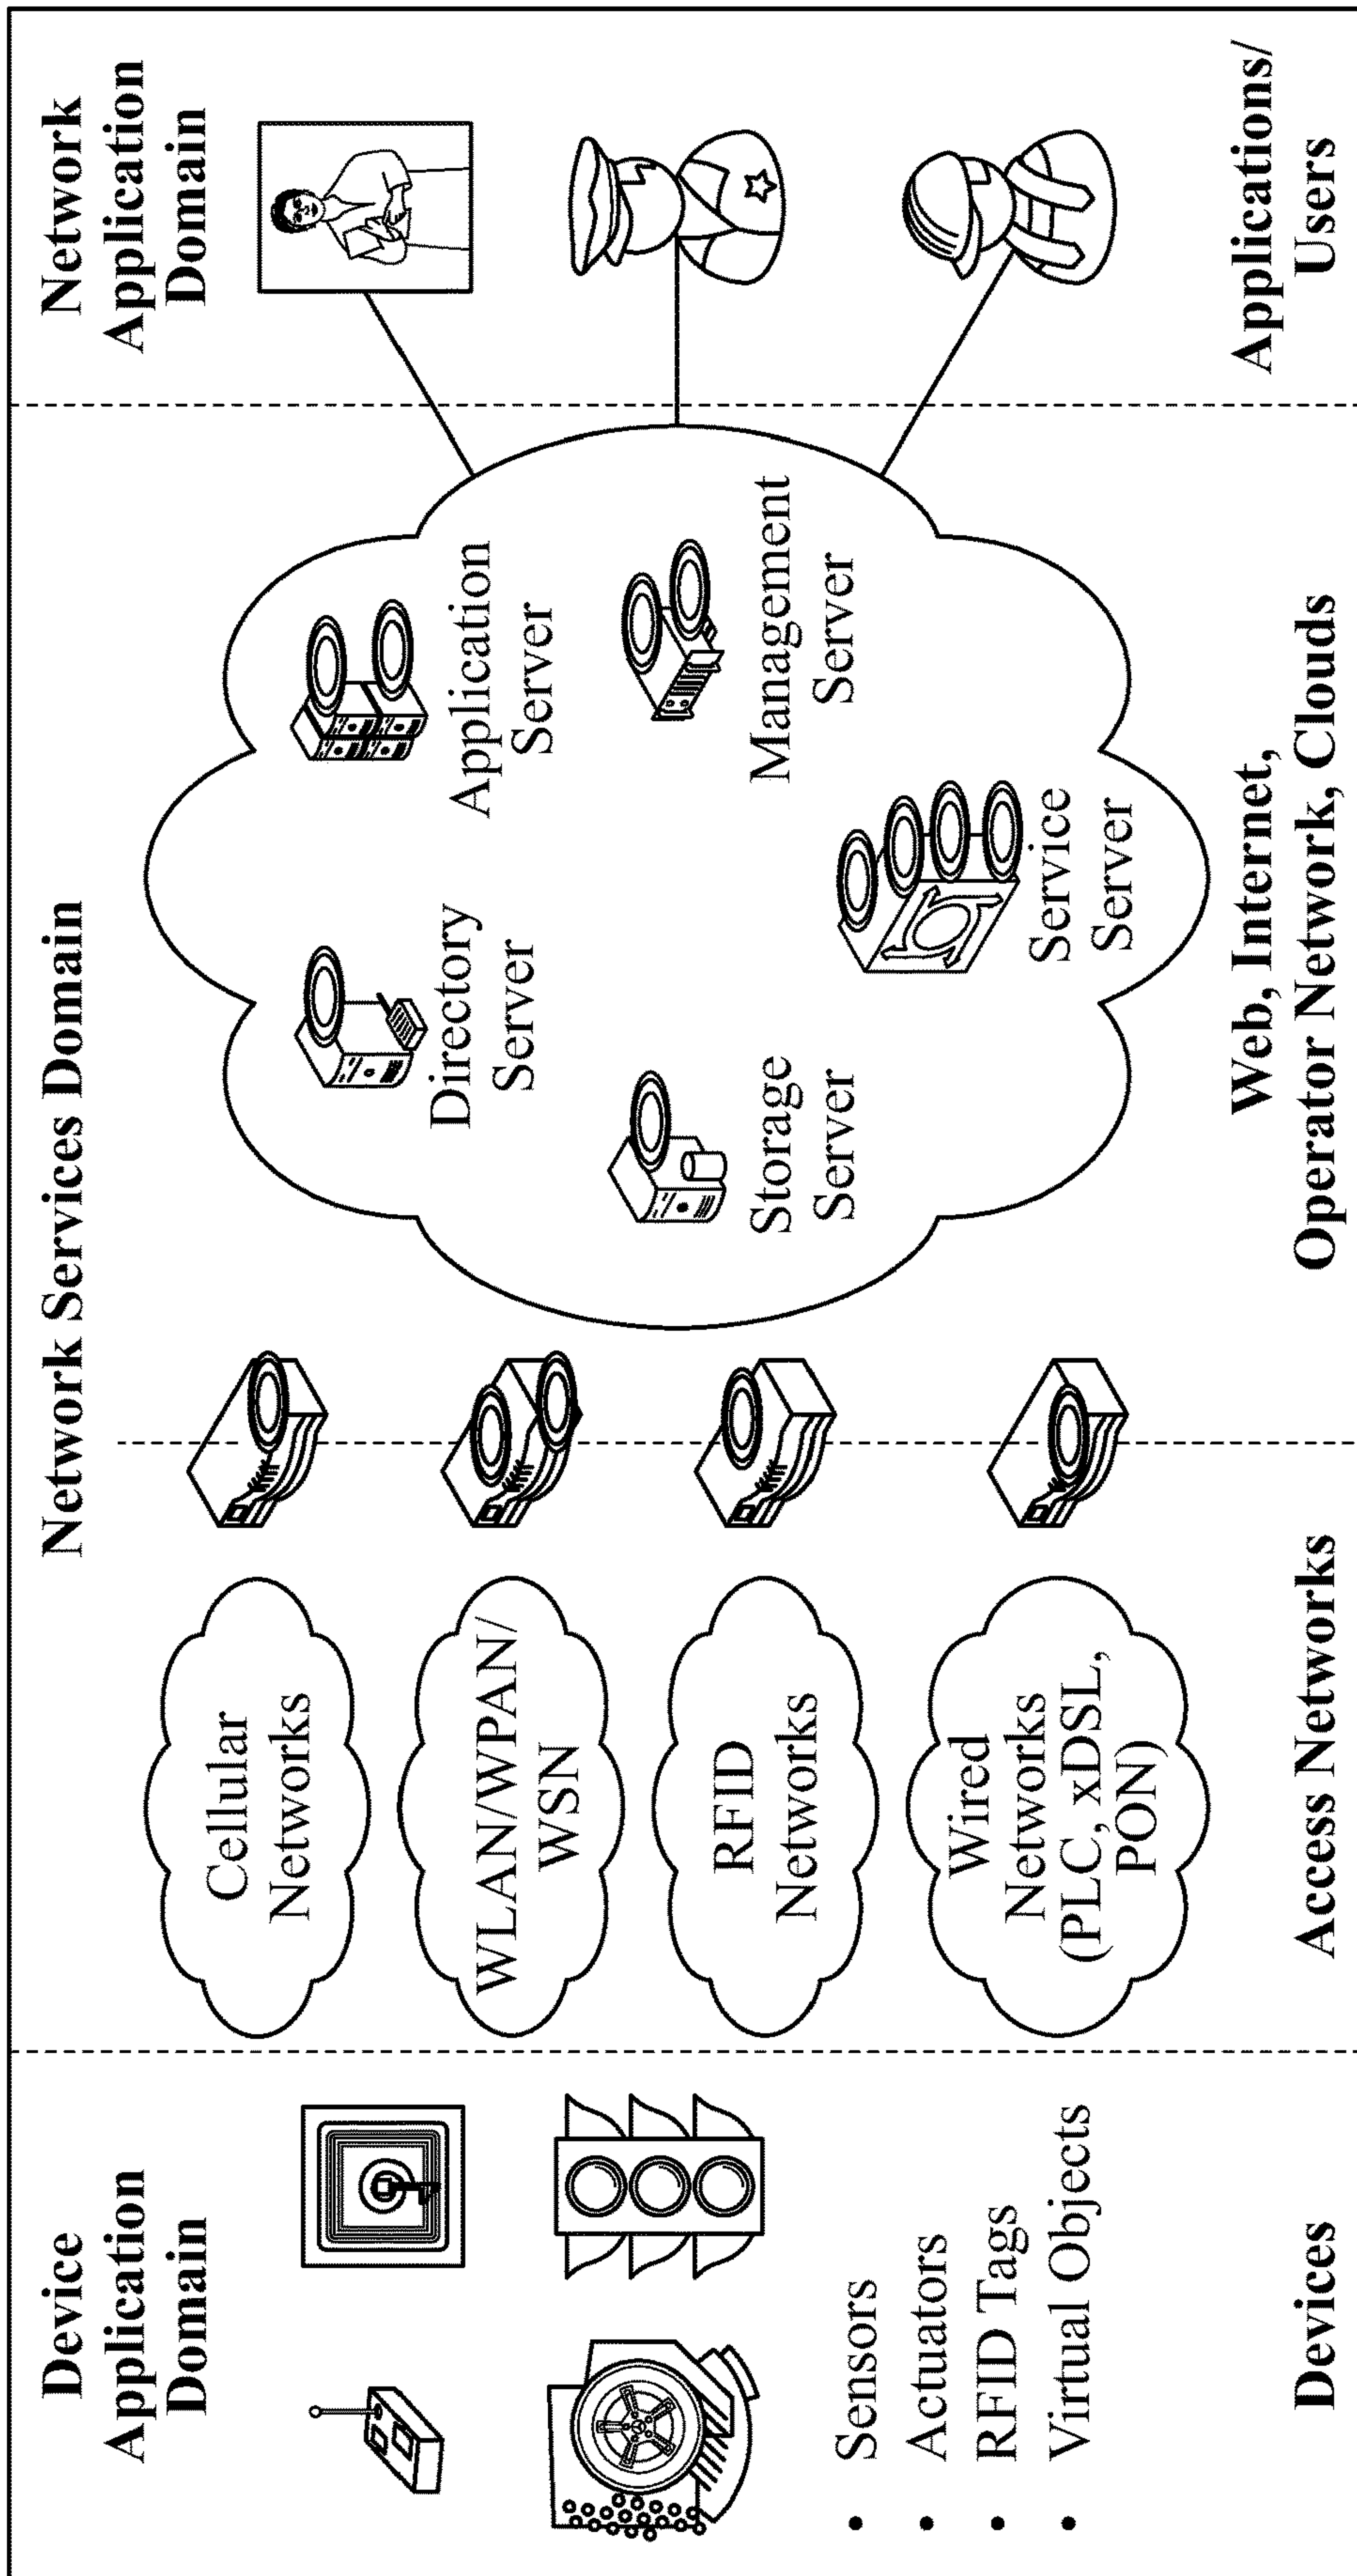 Device
Application
Domain
Network Services Domain
Network
Application
Domain
• Sensors
• Actuators
• RFID Tags
• Virtual Objects
Cellular
Networks
WLAN/WPAN/
WSN
RFID
Networks
Wired
Networks
(PLC, xDSL,
PON)
Directory
Server
Application
Server
Storage
Server
Management
Server
Service
Server
Devices
Access Networks
Web, Internet,
Operator Network, Clouds
Applications/
Users